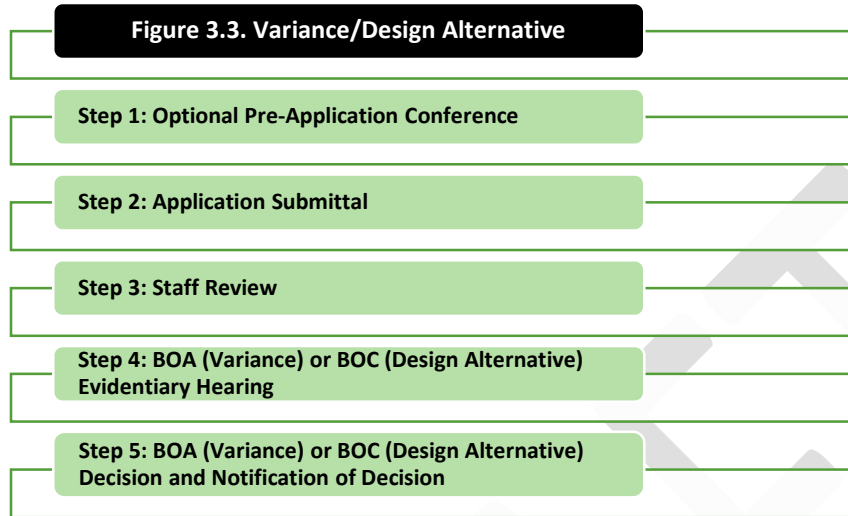 Figure 3.3. Variance/Design Alternative
Step 1: Optional Pre-Application Conference
Step 2: Application Submittal
Step 3: Staff Review
Step 4: BOA (Variance) or BOC (Design Alternative)
Evidentiary Hearing
Step 5: BOA (Variance) or BOC (Design Alternative)
Decision and Notification of Decision